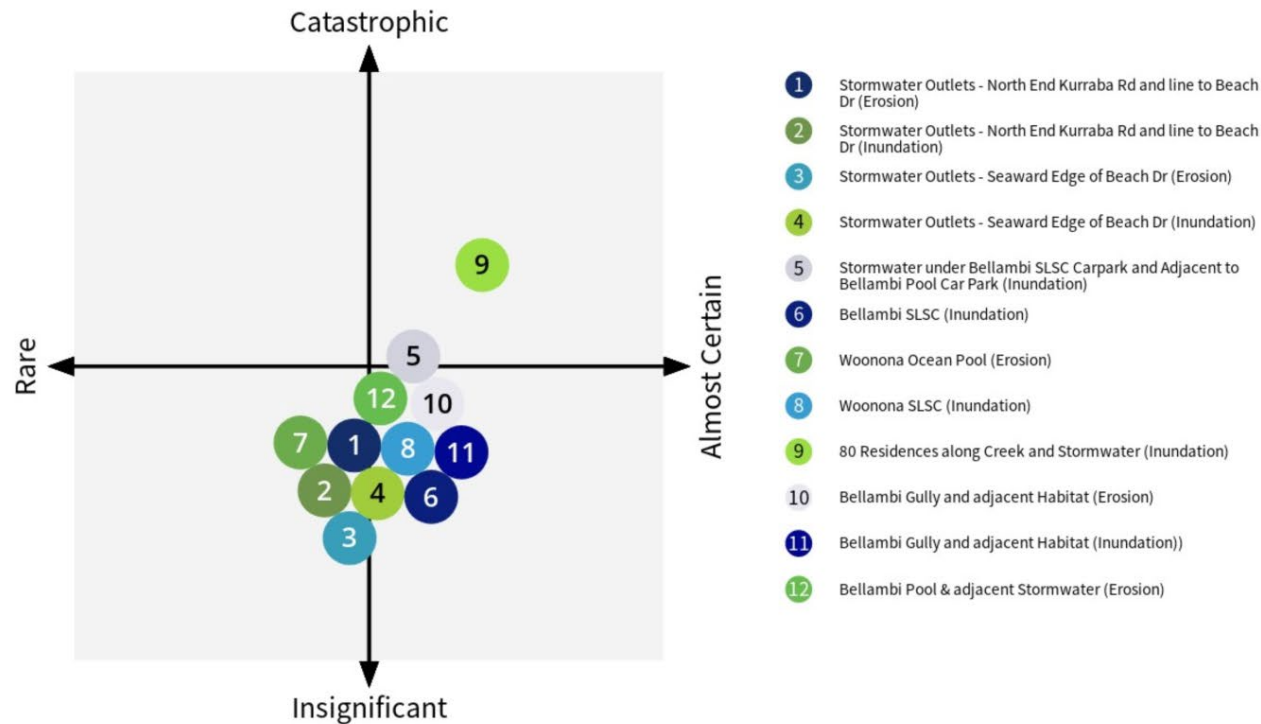 Catastrophic
Rare
Almost Certain
Insignificant
9
5
12
10
7
1
8
11
2
4
6
3
1 Stormwater Outlets - North End Kurraba Rd and line to Beach
Dr (Erosion)
2 Stormwater Outlets - North End Kurraba Rd and line to Beach
Dr (Inundation)
3 Stormwater Outlets - Seaward Edge of Beach Dr (Erosion)
4 Stormwater Outlets - Seaward Edge of Beach Dr (Inundation)
5 Stormwater under Bellambi SLSC Carpark and Adjacent to
Bellambi Pool Car Park (Inundation)
6 Bellambi SLSC (Inundation)
7 Woonona Ocean Pool (Erosion)
8 Woonona SLSC (Inundation)
9 80 Residences along Creek and Stormwater (Inundation)
10 Bellambi Gully and adjacent Habitat (Erosion)
11 Bellambi Gully and adjacent Habitat (Inundation))
12 Bellambi Pool & adjacent Stormwater (Erosion)